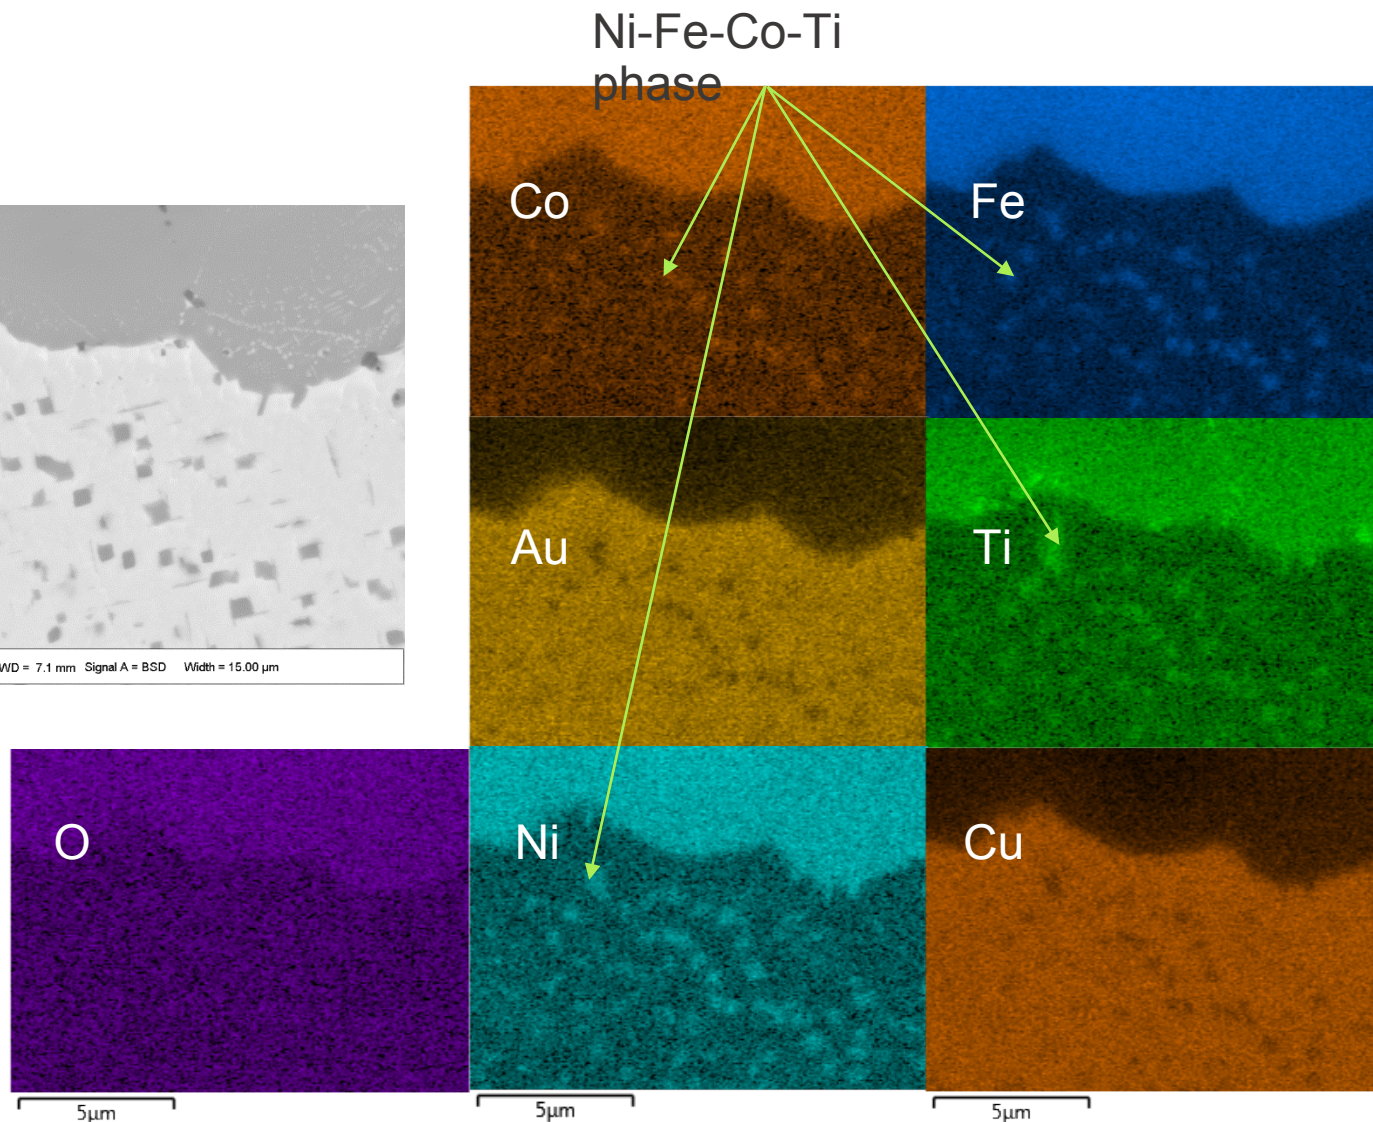 Ni-Fe-Co-Ti
phase
Co
Fe
WD = 7.1 mm Signal A = BSD Width = 15.00 µm
Au
Ti
O
Ni
Cu
5µm
5µm
5µm